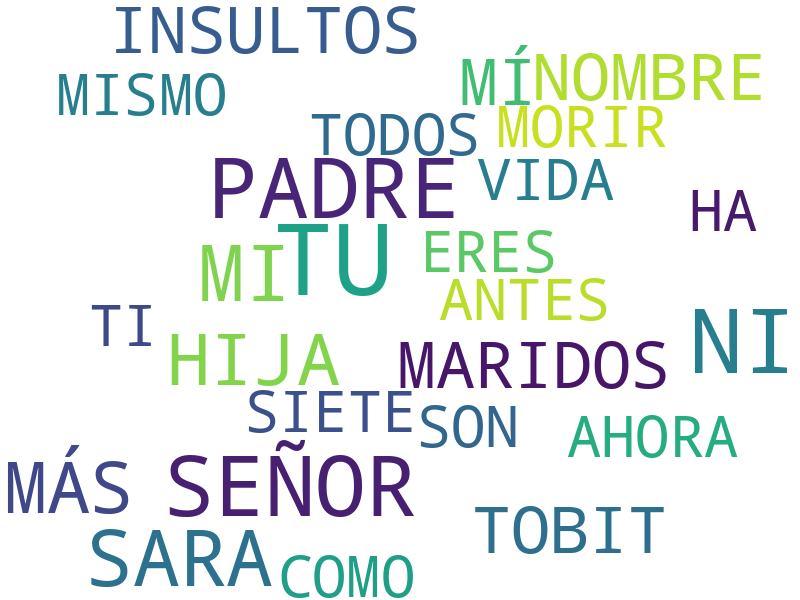 INSULTOS
MISMO
MÍ NOMBRE
TODOS MORIR
PADRE VIDA
HA
TU
MI ERES
ANTES
TI
HIJA MARIDOS NI
SIETE SON
AHORA
MÁS SEÑOR
SARA TOBIT
COMO